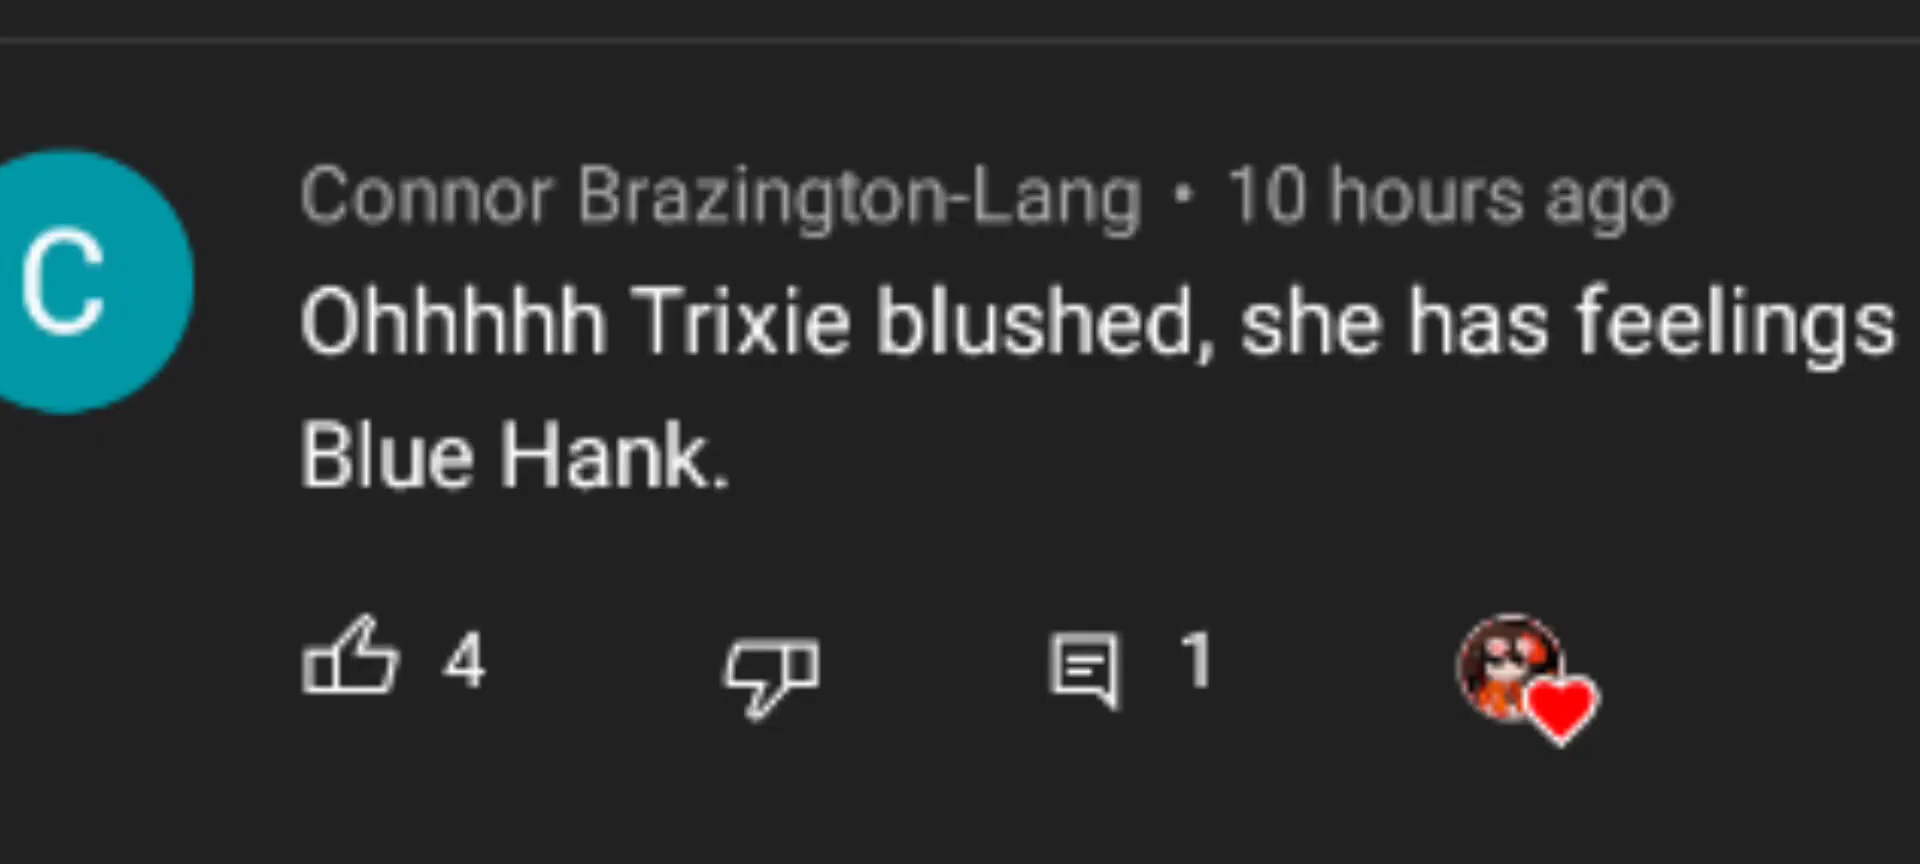 C
Connor Brazington-Lang • 10 hours ago
Ohhhhh Trixie blushed, she has feelings
Blue Hank.
4
1